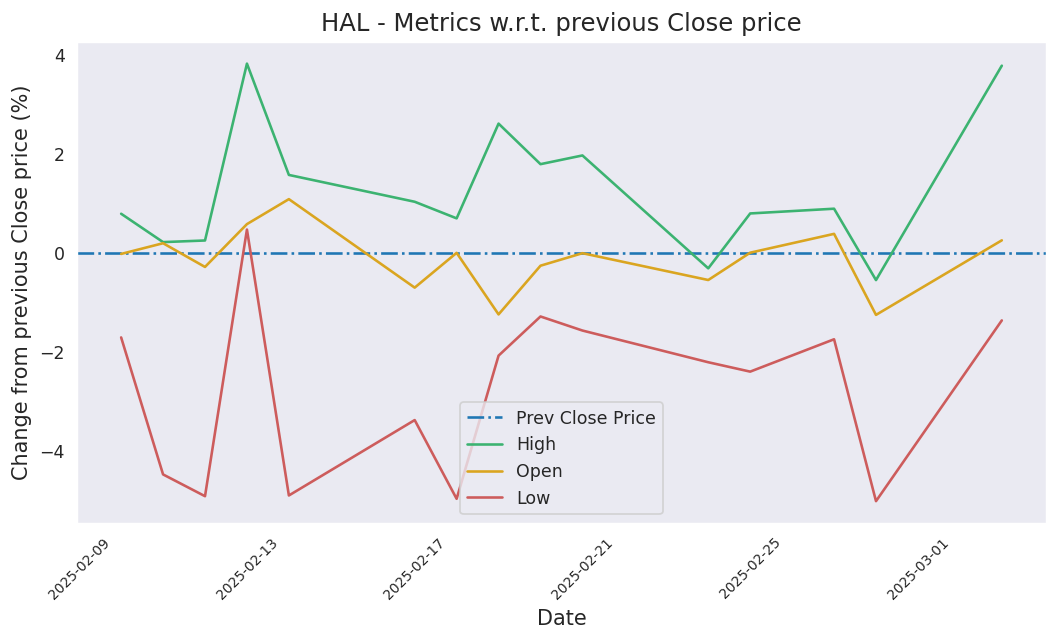 HAL - Metrics w.r.t. previous Close price
Change from previous Close price (%)
4
2
0
−2
−4
Prev Close Price
High
Open
Low
2025-02-09
2025-02-13
2025-02-17
2025-02-21
2025-02-25
2025-03-01
Date